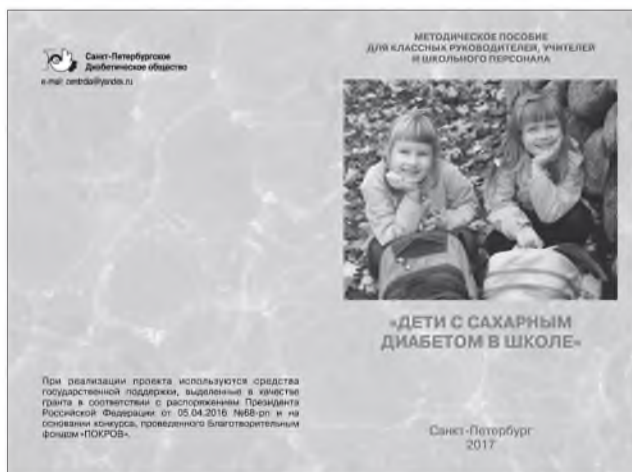 Санкт-Петербургское
Диабетическое общество
e-mail: centrdia@yandex.ru
При реализации проекта используются средства
государственной поддержки, выделенные в качестве
гранта в соответствии с распоряжением Президента
Российской Федерации от 05.04.2016 №68-рп и на
основании конкурса, проведенного Благотворительным
фондом «ПОКРОВ».
МЕТОДИЧЕСКОЕ ПОСОБИЕ
ДЛЯ КЛАССНЫХ РУКОВОДИТЕЛЕЙ, УЧИТЕЛЕЙ
И ШКОЛЬНОГО ПЕРСОНАЛА
«ДЕТИ С САХАРНЫМ
ДИАБЕТОМ В ШКОЛЕ»
Санкт-Петербург
2017